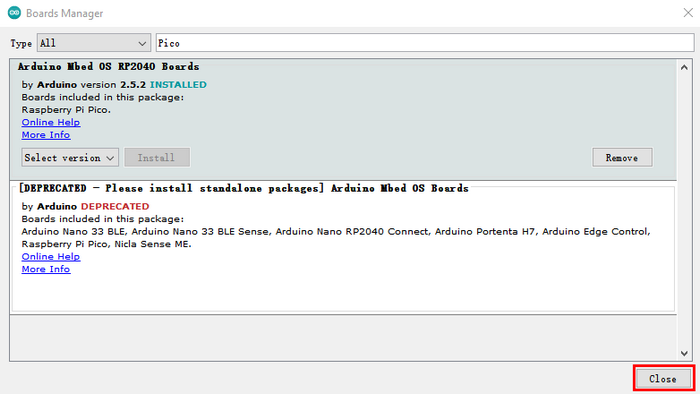 Boards Manager
Type All Pico
Arduino Mbed OS RP2040 Boards
by Arduino version 2.5.2 INSTALLED
Boards included in this package:
Raspberry Pi Pico.
Online Help
More Info
Select version Install Remove
[DEPRECATED - Please install standalone packages] Arduino Mbed OS Boards
by Arduino DEPRECATED
Boards included in this package:
Arduino Nano 33 BLE, Arduino Nano 33 BLE Sense, Arduino Nano RP2040 Connect, Arduino Portenta H7, Arduino Edge Control,
Raspberry Pi Pico, Nicla Sense ME.
Online Help
More Info
Close